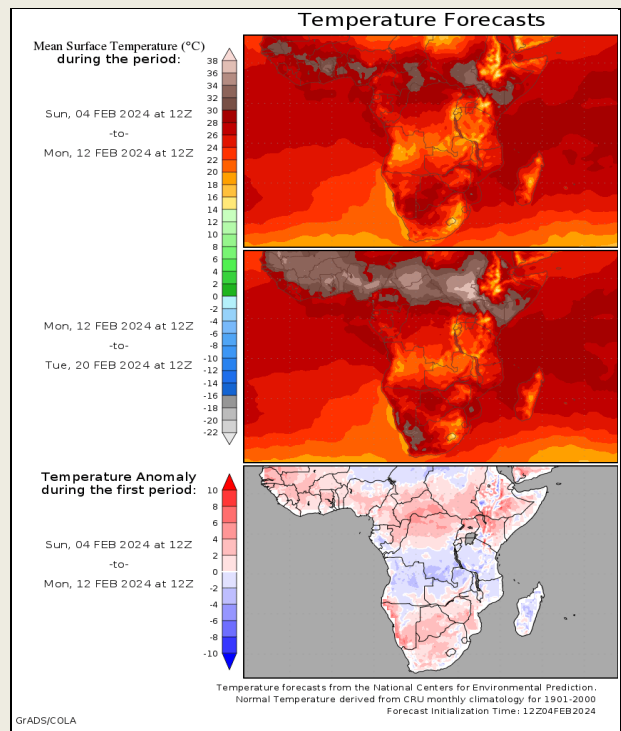 Temperature Forecasts
Mean Surface Temperature (°C)
during the period:
Sun, 04 FEB 2024 at 12Z
-to-
Mon, 12 FEB 2024 at 12Z
38
36
34
32
30
28
26
24
22
20
18
16
14
12
10
8
6
4
2
0
-2
-4
-6
-8
-10
-12
-14
-16
-18
-20
-22
Mon, 12 FEB 2024 at 12Z
-to-
Tue, 20 FEB 2024 at 12Z
Temperature Anomaly
during the first period:
Sun, 04 FEB 2024 at 12Z
-to-
Mon, 12 FEB 2024 at 12Z
10
8
6
4
2
0
-2
-4
-6
-8
-10
Temperature forecasts from the National Centers for Environmental Prediction.
Normal Temperature derived from CRU monthly climatology for 1901-2000
Forecast Initialization Time: 12Z04FEB2024
GrADS/COLA